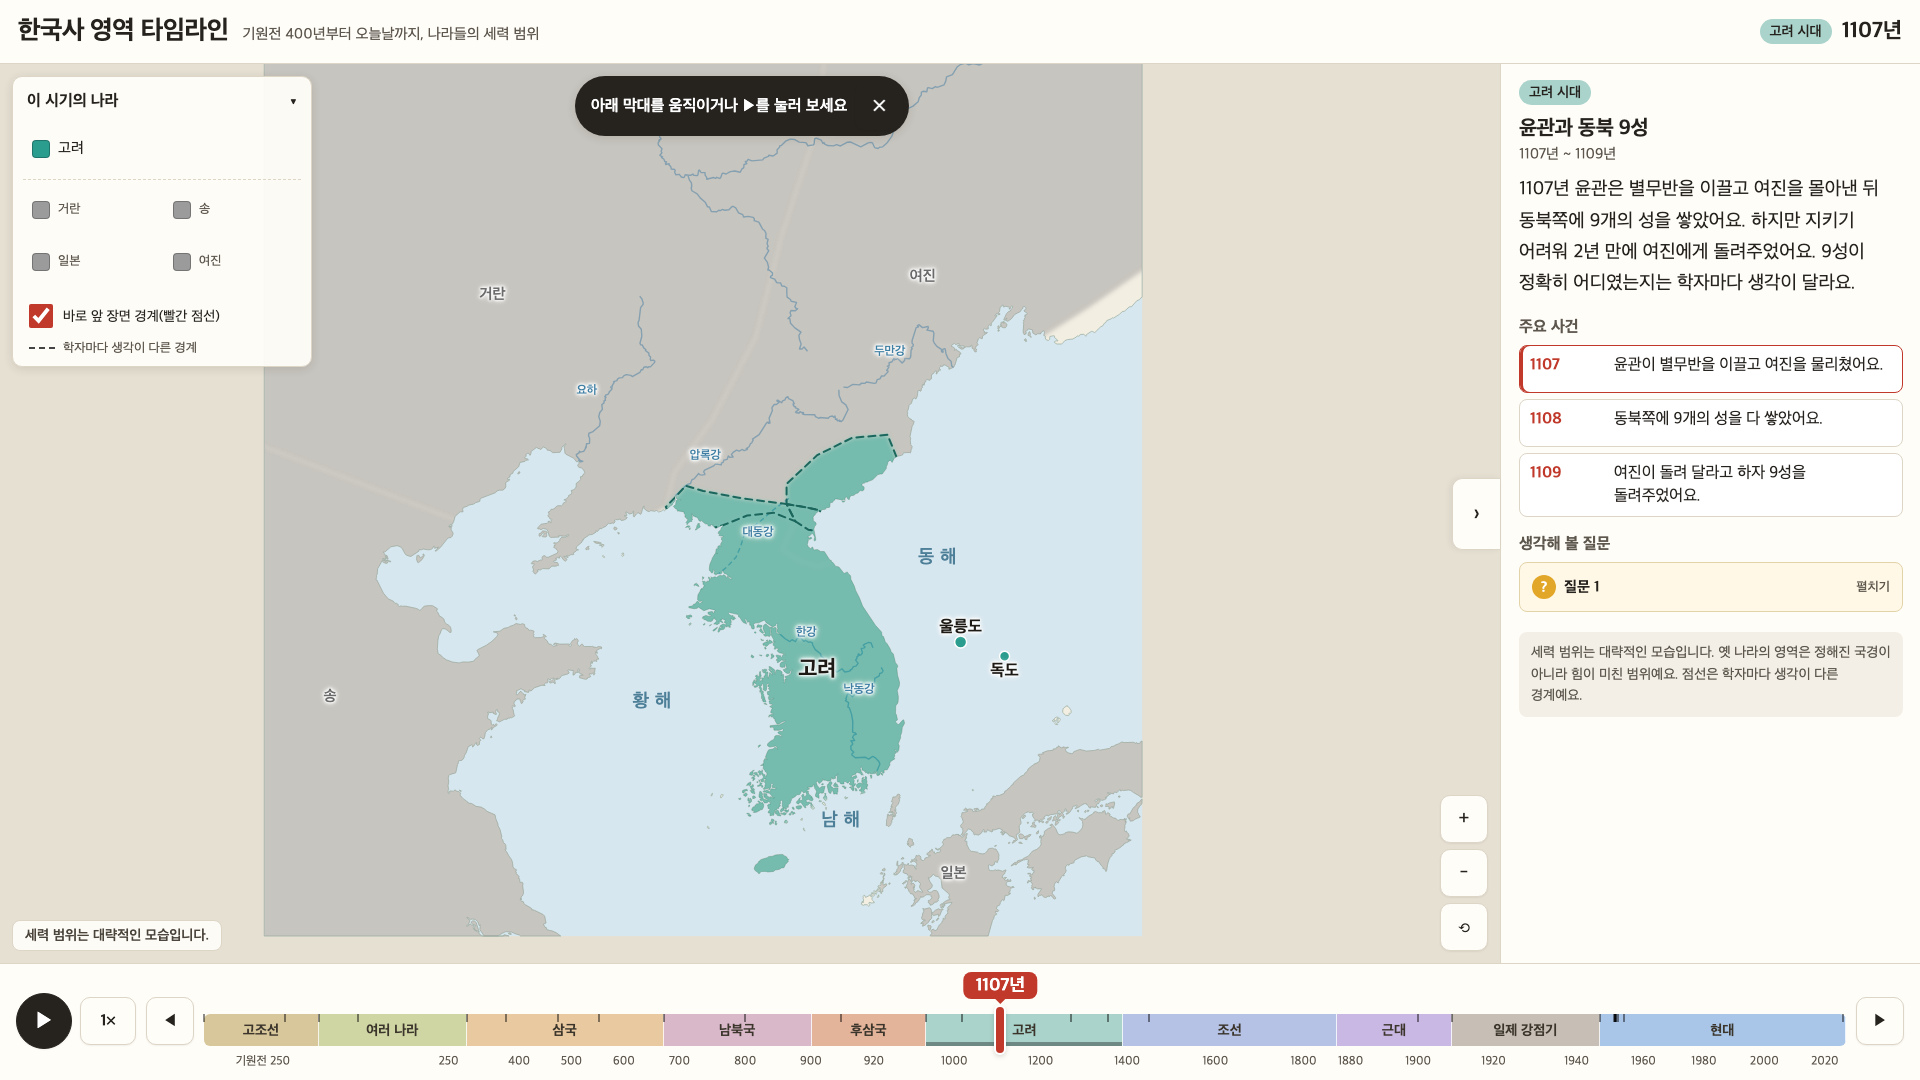 한국사 영역 타임라인
기원전 400년부터 오늘날까지, 나라들의 세력 범위
고려 시대
1107년
이 시기의 나라
고려
거란
송
일본
여진
바로 앞 장면 경계(빨간 점선)
학자마다 생각이 다른 경계
아래 막대를 움직이거나 ▶를 눌러 보세요
거란
여진
두만강
요하
압록강
대동강
동 해
울릉도
한강
고려
독도
낙동강
송
황 해
남 해
일본
세력 범위는 대략적인 모습입니다.
고려 시대
윤관과 동북 9성
1107년 ~ 1109년
1107년 윤관은 별무반을 이끌고 여진을 몰아낸 뒤
동북쪽에 9개의 성을 쌓았어요. 하지만 지키기
어려워 2년 만에 여진에게 돌려주었어요. 9성이
정확히 어디였는지는 학자마다 생각이 달라요.
주요 사건
1107 윤관이 별무반을 이끌고 여진을 물리쳤어요.
1108 동북쪽에 9개의 성을 다 쌓았어요.
1109 여진이 돌려 달라고 하자 9성을
돌려주었어요.
생각해 볼 질문
? 질문 1 펼치기
세력 범위는 대략적인 모습입니다. 옛 나라의 영역은 정해진 국경이
아니라 힘이 미친 범위예요. 점선은 학자마다 생각이 다른
경계예요.
1107년
1×
고조선 여러 나라 삼국 남북국 후삼국 고려 조선 근대 일제 강점기 현대
기원전 250 250 400 500 600 700 800 900 920 1000 1200 1400 1600 1800 1880 1900 1920 1940 1960 1980 2000 2020